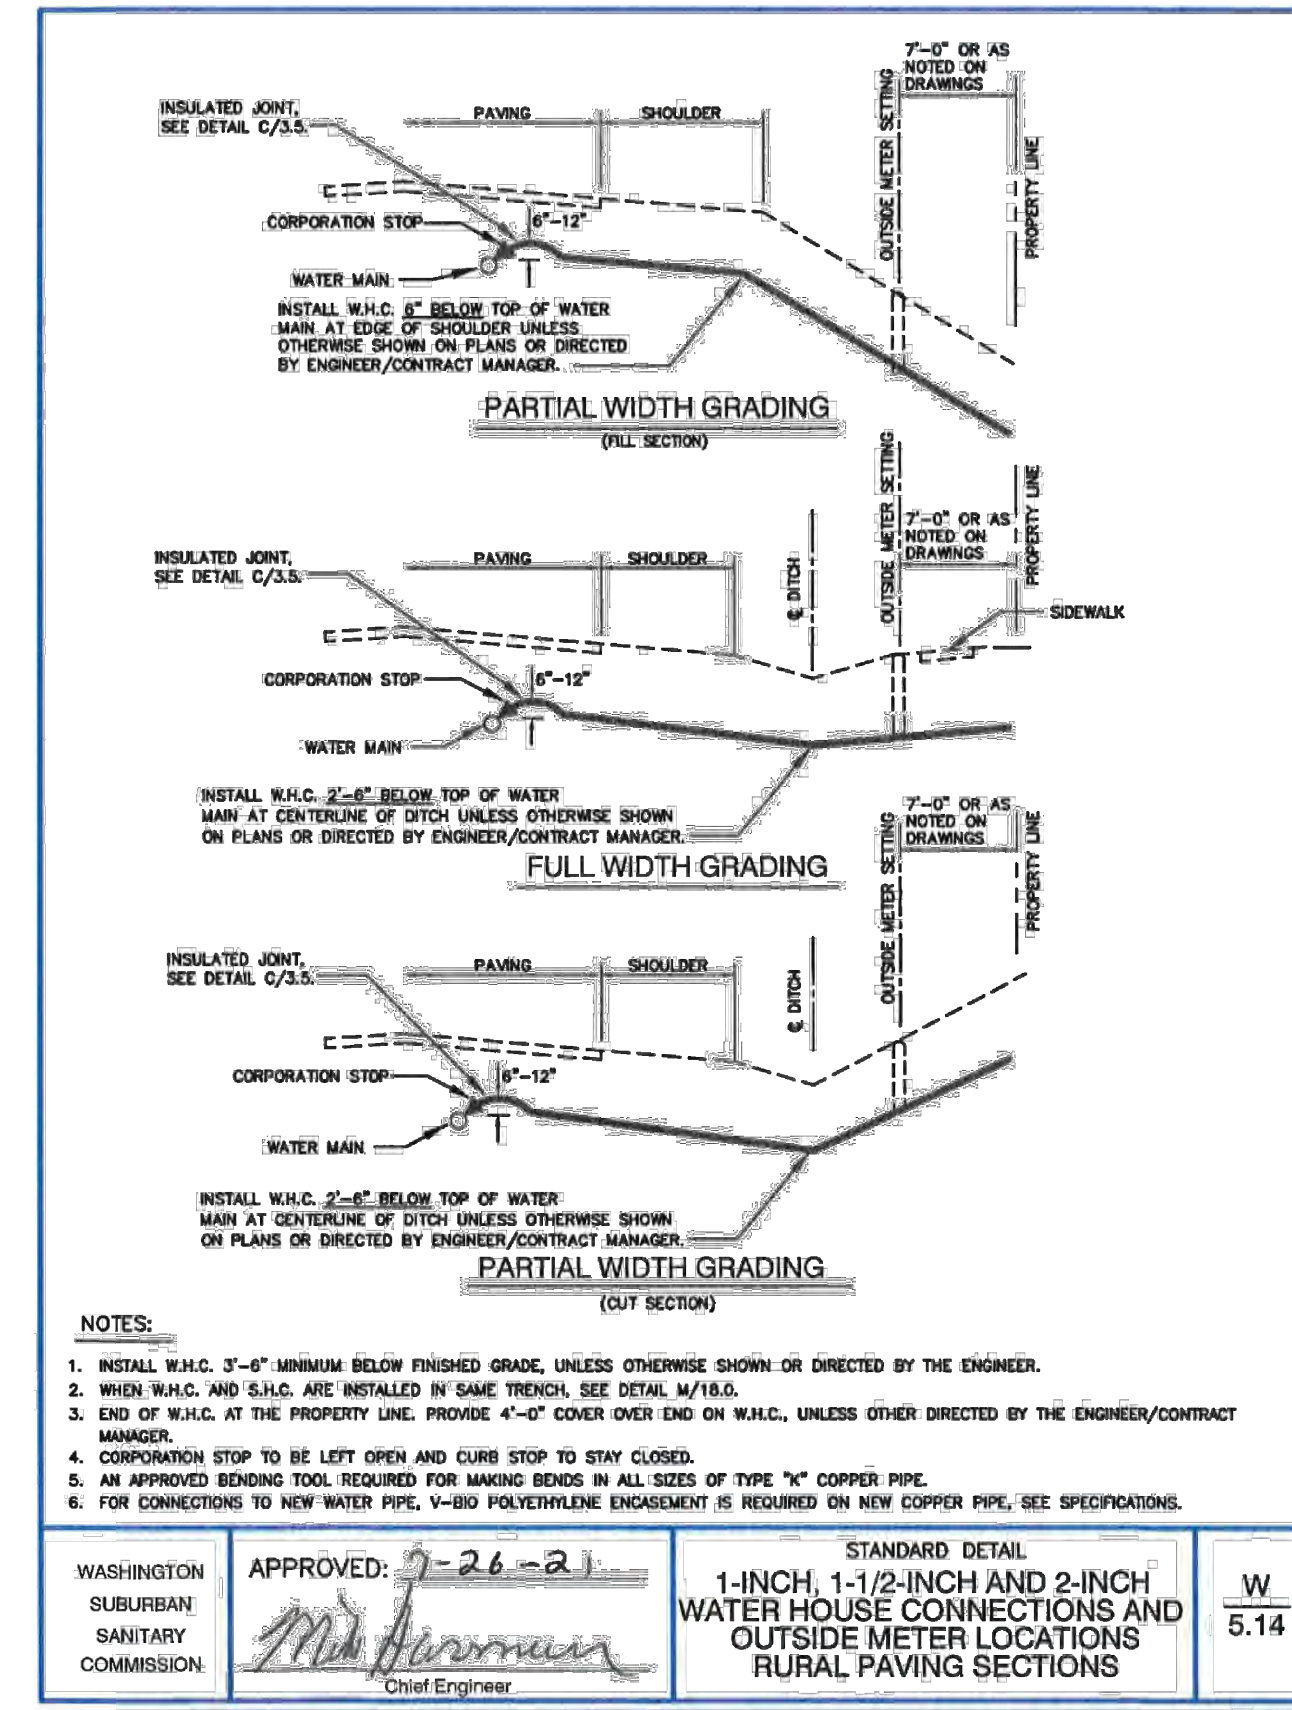 7'-0" OR AS
NOTED ON
DRAWINGS
INSULATED JOINT,
SEE DETAIL C/3.5.
PAVING
SHOULDER
OUTSIDE METER SETTING
PROPERTY LINE
CORPORATION STOP
6"-12"
WATER MAIN
INSTALL W.H.C. 6" BELOW TOP OF WATER
MAIN AT EDGE OF SHOULDER UNLESS
OTHERWISE SHOWN ON PLANS OR DIRECTED
BY ENGINEER/CONTRACT MANAGER.
PARTIAL WIDTH GRADING
(FILL SECTION)
7'-0" OR AS
NOTED ON
DRAWINGS
INSULATED JOINT,
SEE DETAIL C/3.5.
PAVING
SHOULDER
℄ DITCH
OUTSIDE METER SETTING
PROPERTY LINE
SIDEWALK
CORPORATION STOP
6"-12"
WATER MAIN
INSTALL W.H.C. 2'-6" BELOW TOP OF WATER
MAIN AT CENTERLINE OF DITCH UNLESS OTHERWISE SHOWN
ON PLANS OR DIRECTED BY ENGINEER/CONTRACT MANAGER.
FULL WIDTH GRADING
7'-0" OR AS
NOTED ON
DRAWINGS
INSULATED JOINT,
SEE DETAIL C/3.5.
PAVING
SHOULDER
℄ DITCH
OUTSIDE METER SETTING
PROPERTY LINE
CORPORATION STOP
6"-12"
WATER MAIN
INSTALL W.H.C. 2'-6" BELOW TOP OF WATER
MAIN AT CENTERLINE OF DITCH UNLESS OTHERWISE SHOWN
ON PLANS OR DIRECTED BY ENGINEER/CONTRACT MANAGER.
PARTIAL WIDTH GRADING
(CUT SECTION)
NOTES:
1. INSTALL W.H.C. 3'-6" MINIMUM BELOW FINISHED GRADE, UNLESS OTHERWISE SHOWN OR DIRECTED BY THE ENGINEER.
2. WHEN W.H.C. AND S.H.C. ARE INSTALLED IN SAME TRENCH, SEE DETAIL M/18.0.
3. END OF W.H.C. AT THE PROPERTY LINE. PROVIDE 4'-0" COVER OVER END ON W.H.C., UNLESS OTHER DIRECTED BY THE ENGINEER/CONTRACT
MANAGER.
4. CORPORATION STOP TO BE LEFT OPEN AND CURB STOP TO STAY CLOSED.
5. AN APPROVED BENDING TOOL REQUIRED FOR MAKING BENDS IN ALL SIZES OF TYPE "K" COPPER PIPE.
6. FOR CONNECTIONS TO NEW WATER PIPE, V-BIO POLYETHYLENE ENCASEMENT IS REQUIRED ON NEW COPPER PIPE, SEE SPECIFICATIONS.
WASHINGTON
SUBURBAN
SANITARY
COMMISSION
APPROVED: 7-26-21
Chief Engineer
STANDARD DETAIL
1-INCH, 1-1/2-INCH AND 2-INCH
WATER HOUSE CONNECTIONS AND
OUTSIDE METER LOCATIONS
RURAL PAVING SECTIONS
W
5.14